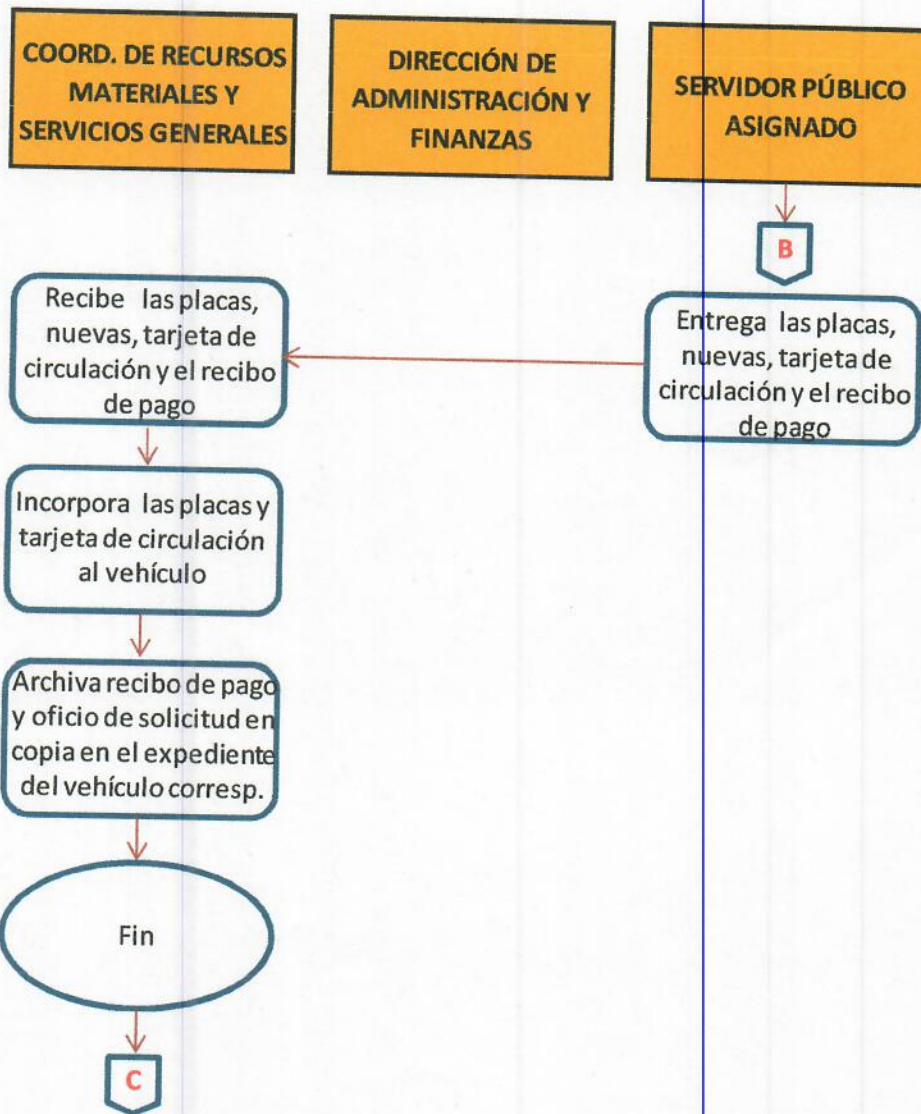 COORD. DE RECURSOS
MATERIALES Y
SERVICIOS GENERALES
DIRECCIÓN DE
ADMINISTRACIÓN Y
FINANZAS
SERVIDOR PÚBLICO
ASIGNADO
B
Entrega las placas,
nuevas, tarjeta de
circulación y el recibo
de pago
Recibe las placas,
nuevas, tarjeta de
circulación y el recibo
de pago
Incorpora las placas y
tarjeta de circulación
al vehículo
Archiva recibo de pago
y oficio de solicitud en
copia en el expediente
del vehículo corresp.
Fin
C